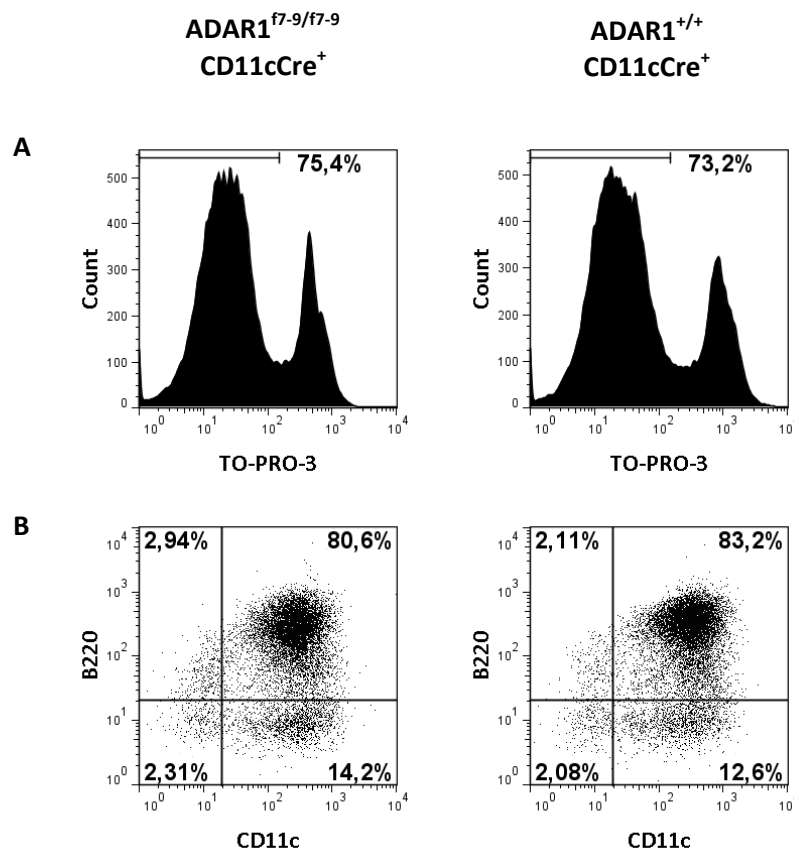 ADAR1^f7-9/f7-9 ADAR1^+/+
CD11cCre^+ CD11cCre^+
A
75,4% 73,2%
500 500
400 400
300 300
200 200
100 100
0 0
Count Count
10^0 10^1 10^2 10^3 10^4 10^0 10^1 10^2 10^3
TO-PRO-3 TO-PRO-3
B
10^4 2,94% 80,6% 10^4 2,11% 83,2%
10^3 10^3
10^2 10^2
B220 B220
10^1 10^1
10^0 2,31% 14,2% 10^0 2,08% 12,6%
10^0 10^1 10^2 10^3 10^4 10^0 10^1 10^2 10^3
CD11c CD11c